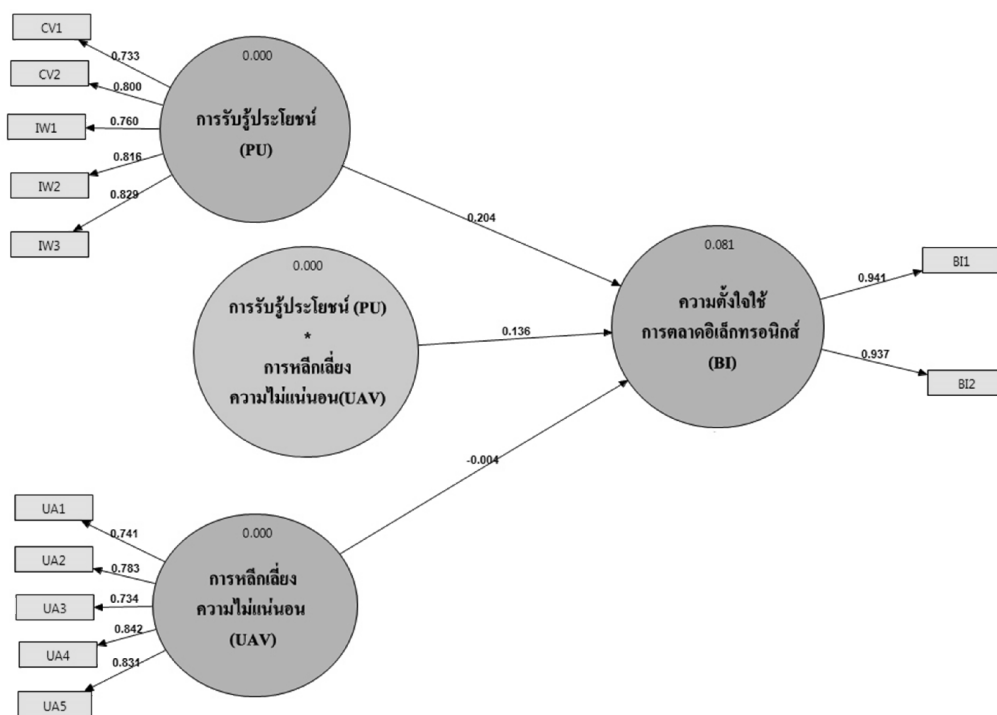 CV1
0.733
CV2
0.800
IW1
0.760
IW2
0.816
IW3
0.829
0.000
การรับรู้ประโยชน์
(PU)
0.204
0.000
การรับรู้ประโยชน์ (PU)
*
การหลีกเลี่ยง
ความไม่แน่นอน(UAV)
0.136
0.081
ความตั้งใจใช้
การตลาดอิเล็กทรอนิกส์
(BI)
0.941
BI1
0.937
BI2
-0.004
UA1
0.741
UA2
0.783
UA3
0.734
UA4
0.842
UA5
0.831
0.000
การหลีกเลี่ยง
ความไม่แน่นอน
(UAV)